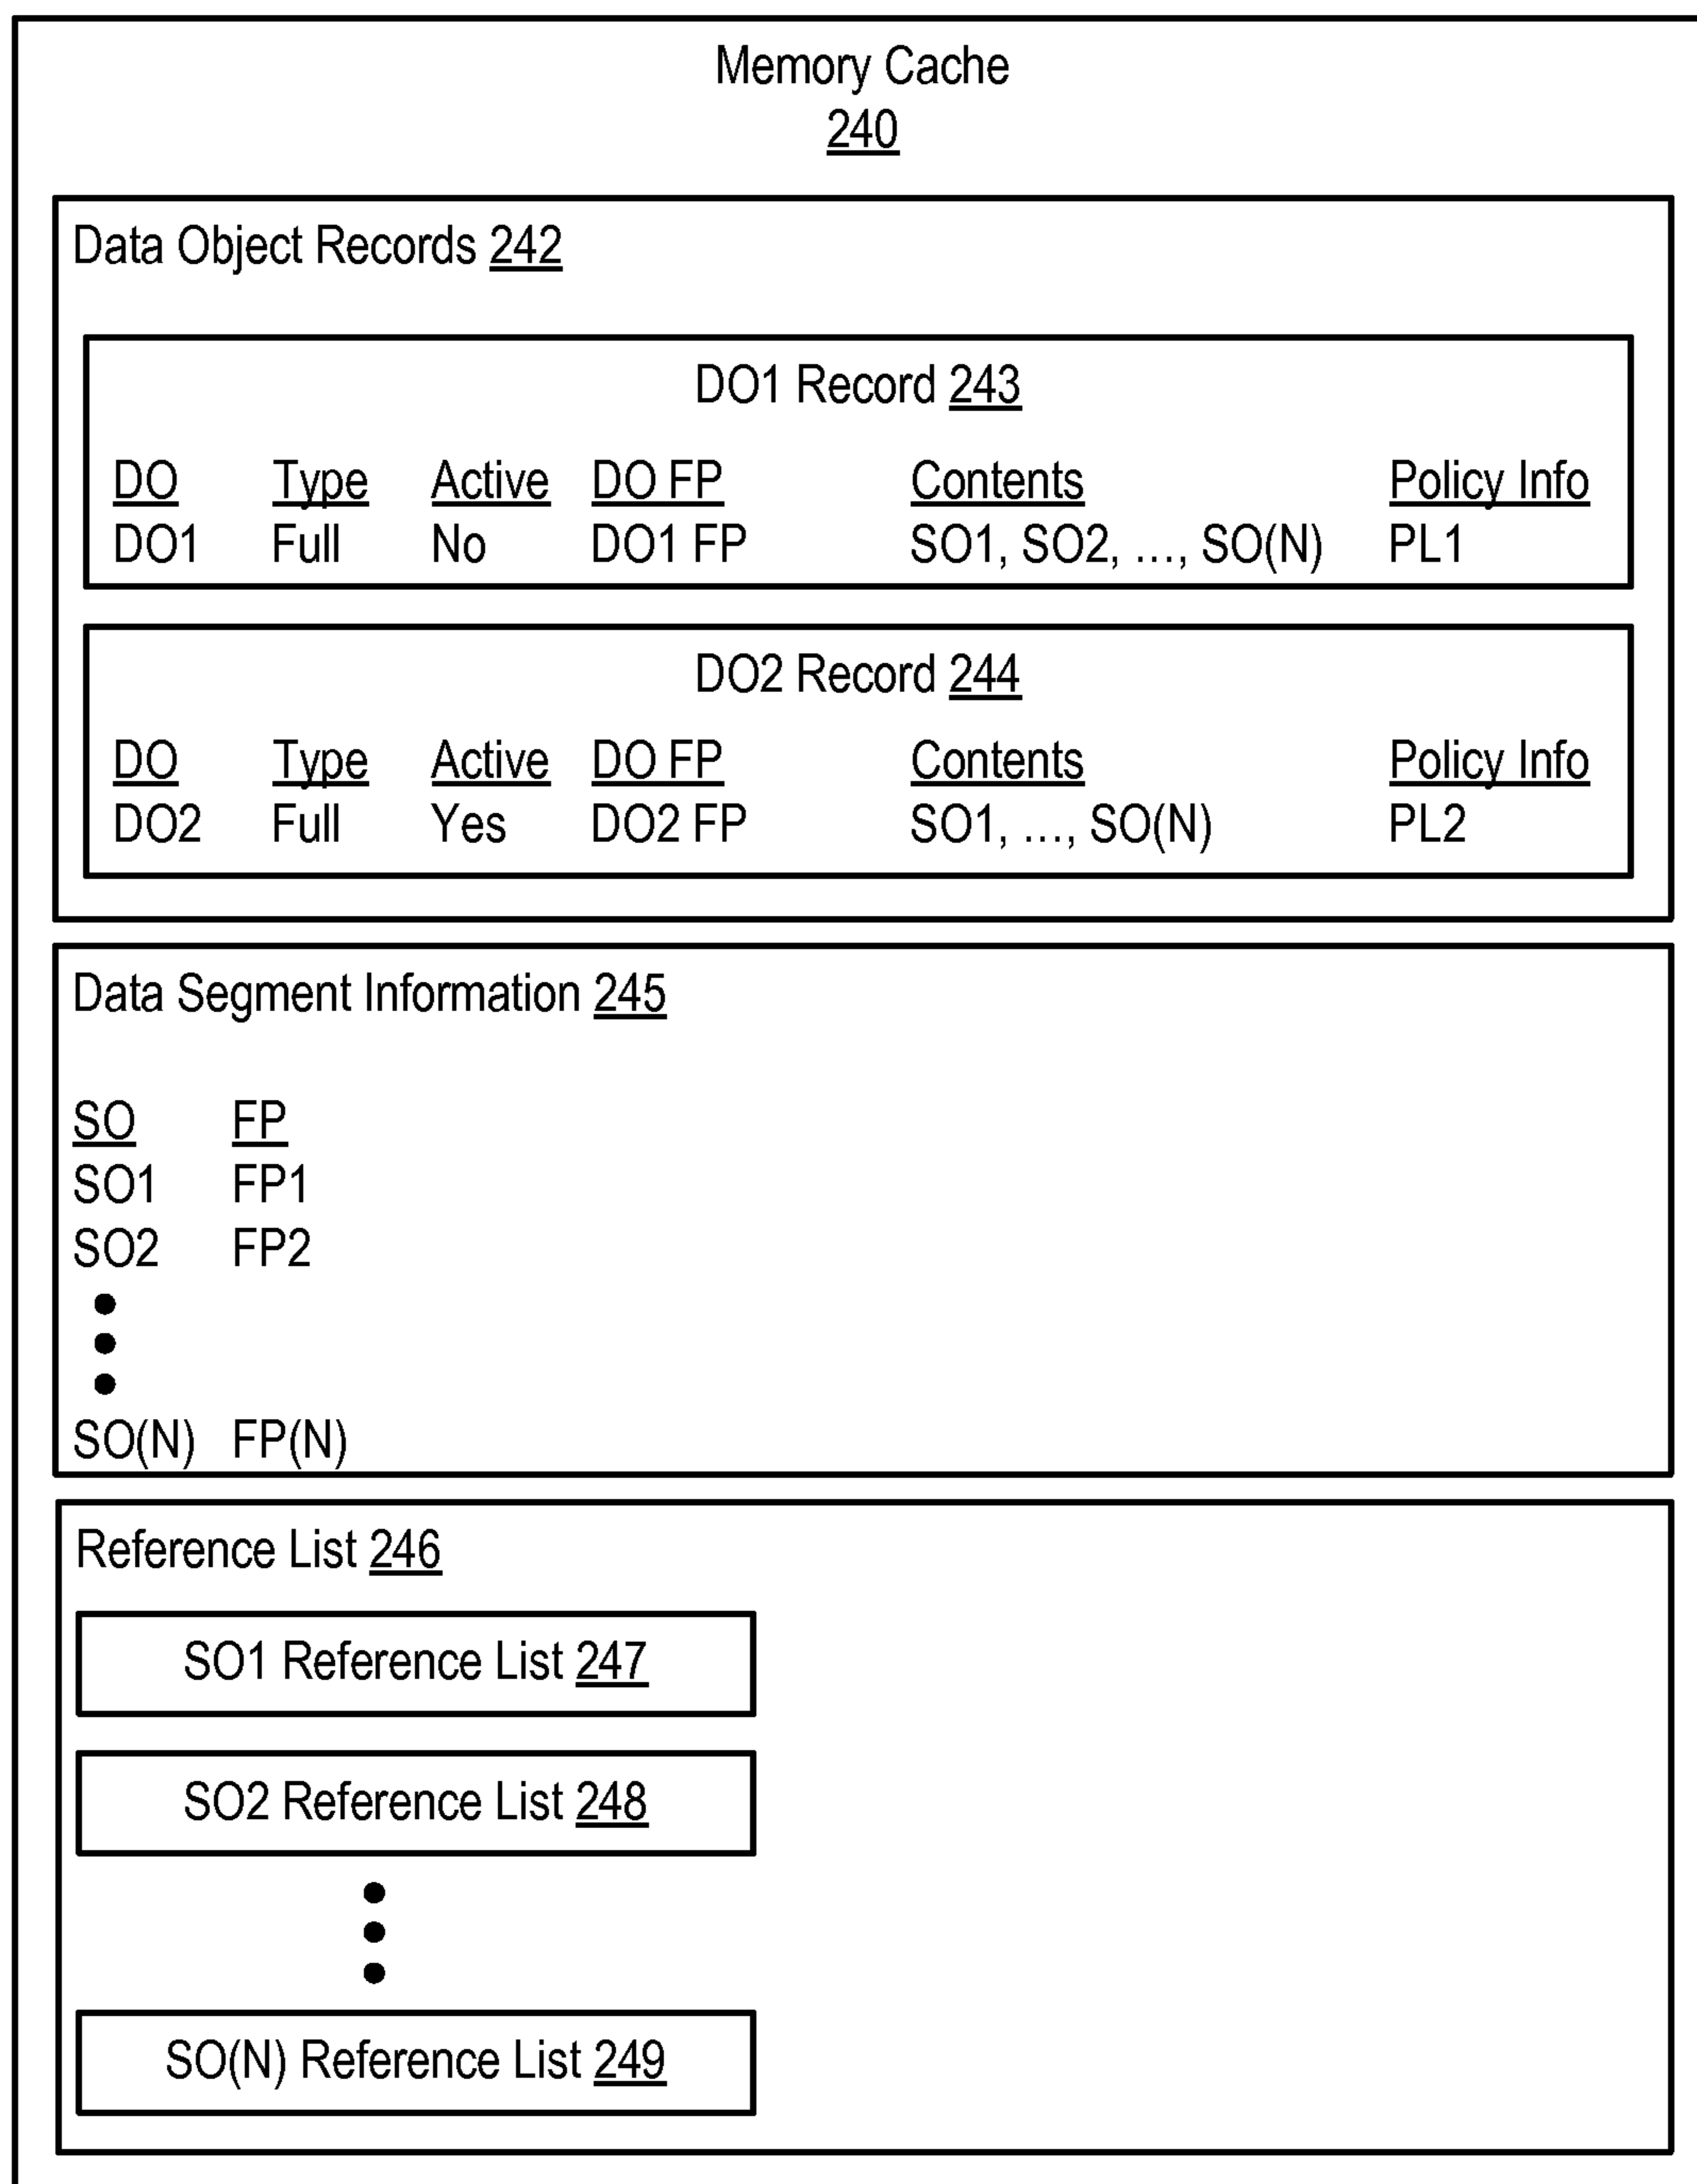 Memory Cache
240
Data Object Records 242
DO1 Record 243
DO Type Active DO FP Contents Policy Info
DO1 Full No DO1 FP SO1, SO2, ..., SO(N) PL1
DO2 Record 244
DO Type Active DO FP Contents Policy Info
DO2 Full Yes DO2 FP SO1, ..., SO(N) PL2
Data Segment Information 245
SO FP
SO1 FP1
SO2 FP2
SO(N) FP(N)
Reference List 246
SO1 Reference List 247
SO2 Reference List 248
SO(N) Reference List 249